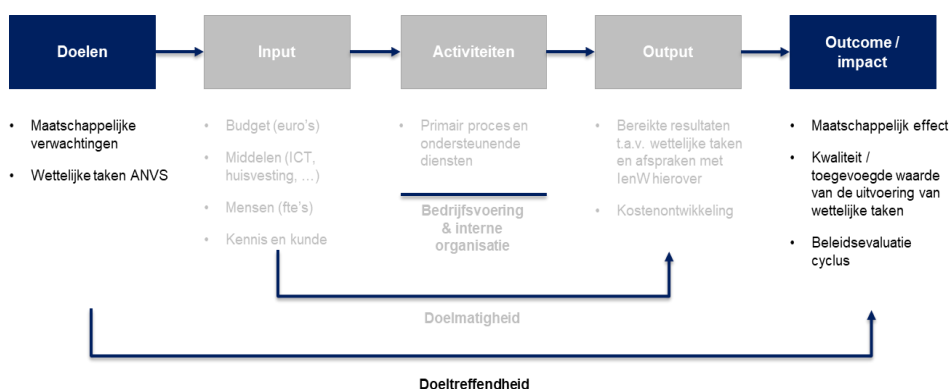 Doelen
Input
Activiteiten
Output
Outcome /
impact
• Maatschappelijke
verwachtingen
• Wettelijke taken ANVS
• Budget (euro's)
• Middelen (ICT,
huisvesting, ...)
• Mensen (fte's)
• Kennis en kunde
• Primair proces en
ondersteunende
diensten
Bedrijfsvoering
& interne
organisatie
• Bereikte resultaten
t.a.v. wettelijke taken
en afspraken met
IenW hierover
• Kostenontwikkeling
• Maatschappelijk effect
• Kwaliteit /
toegevoegde waarde
van de uitvoering van
wettelijke taken
• Beleidsevaluatie
cyclus
Doelmatigheid
Doeltreffendheid